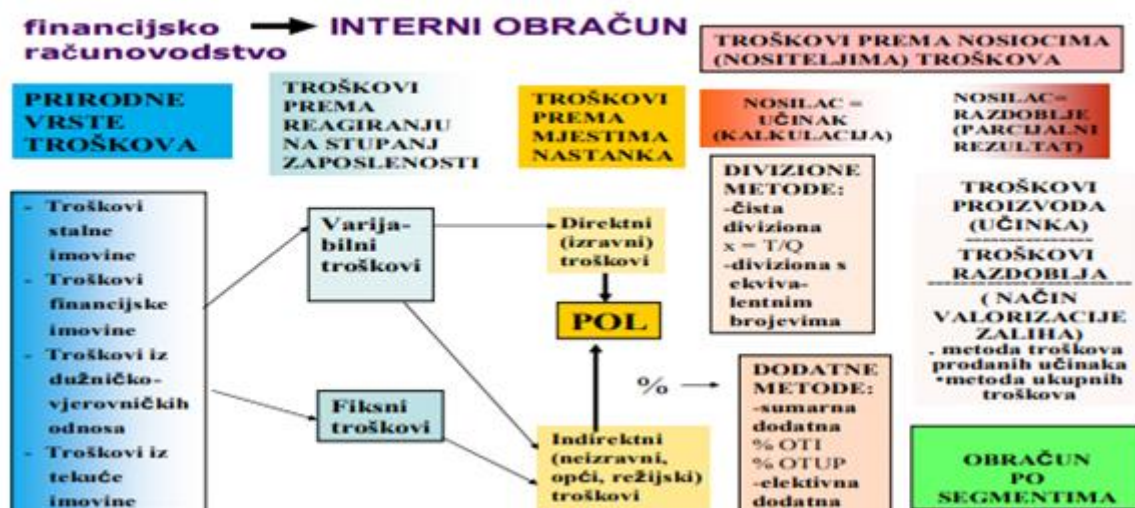 financijsko
računovodstvo
INTERNI OBRAČUN
TROŠKOVI PREMA NOSIOCIMA
(NOSITELJIMA) TROŠKOVA
PRIRODNE
VRSTE
TROŠKOVA
TROŠKOVI
PREMA
REAGIRANJU
NA STUPANJ
ZAPOSLENOSTI
TROŠKOVI
PREMA
MJESTIMA
NASTANKA
NOSILAC =
UČINAK
(KALKULACIJA)
NOSILAC=
RAZDOBLJE
(PARCIJALNI
REZULTAT)
- Troškovi
stalne
imovine
- Troškovi
financijske
imovine
- Troškovi iz
dužničko-
vjerovničkih
odnosa
- Troškovi iz
tekuće
imovine
Varija-
bilni
troškovi
Fiksni
troškovi
Direktni
(izravni)
troškovi
POL
%
Indirektni
(neizravni,
opći, režijski)
troškovi
DIVIZIONE
METODE:
-čista
diviziona
x = T/Q
-diviziona s
ekviva-
lentnim
brojevima
DODATNE
METODE:
-sumarna
dodatna
% OTI
% OTUP
-elektivna
dodatna
TROŠKOVI
PROIZVODA
(UČINKA)
---------------
TROŠKOVI
RAZDOBLJA
---------------------
( NAČIN
VALORIZACIJE
ZALIHA)
. metoda troškova
prodanih učinaka
•metoda ukupnih
troškova
OBRAČUN
PO
SEGMENTIMA